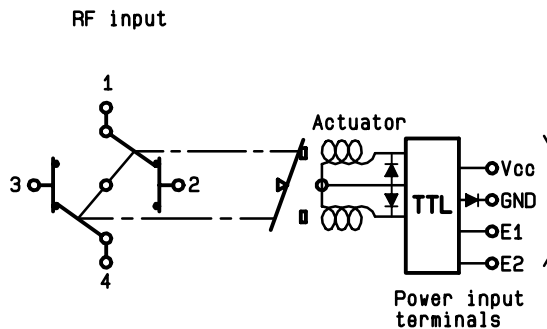 RF input
1
Actuator
3
2
4
TTL
Vcc
GND
E1
E2
Power input
terminals